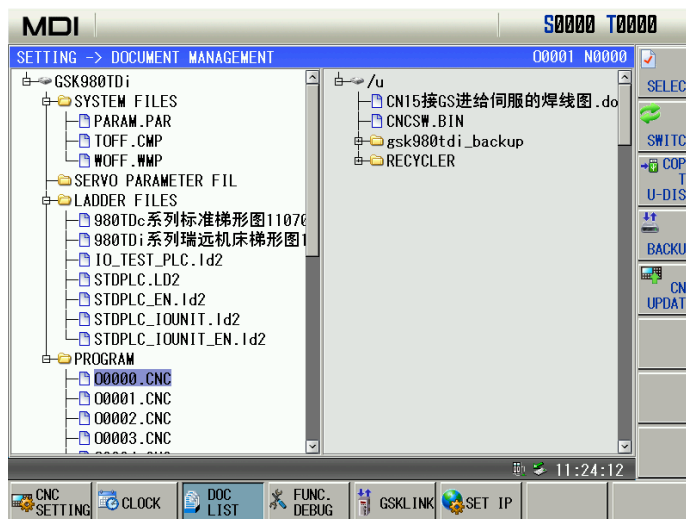 MDI
S0000 T0000
SETTING -> DOCUMENT MANAGEMENT
O0001 N0000
GSK980TDi
SYSTEM FILES
PARAM.PAR
TOFF.CMP
WOFF.WMP
SERVO PARAMETER FIL
LADDER FILES
980TDc系列标准梯形图11070
980TDi系列瑞远机床梯形图1
IO_TEST_PLC.ld2
STDPLC.LD2
STDPLC_EN.ld2
STDPLC_IOUNIT.ld2
STDPLC_IOUNIT_EN.ld2
PROGRAM
O0000.CNC
O0001.CNC
O0002.CNC
O0003.CNC
/u
CN15接GS进给伺服的焊线图.do
CNCSW.BIN
gsk980tdi_backup
RECYCLER
SELEC
SWITC
COP
T
U-DIS
BACKU
CN
UPDAT
11:24:12
CNC
SETTING
CLOCK
DOC
LIST
FUNC.
DEBUG
GSKLINK
SET IP